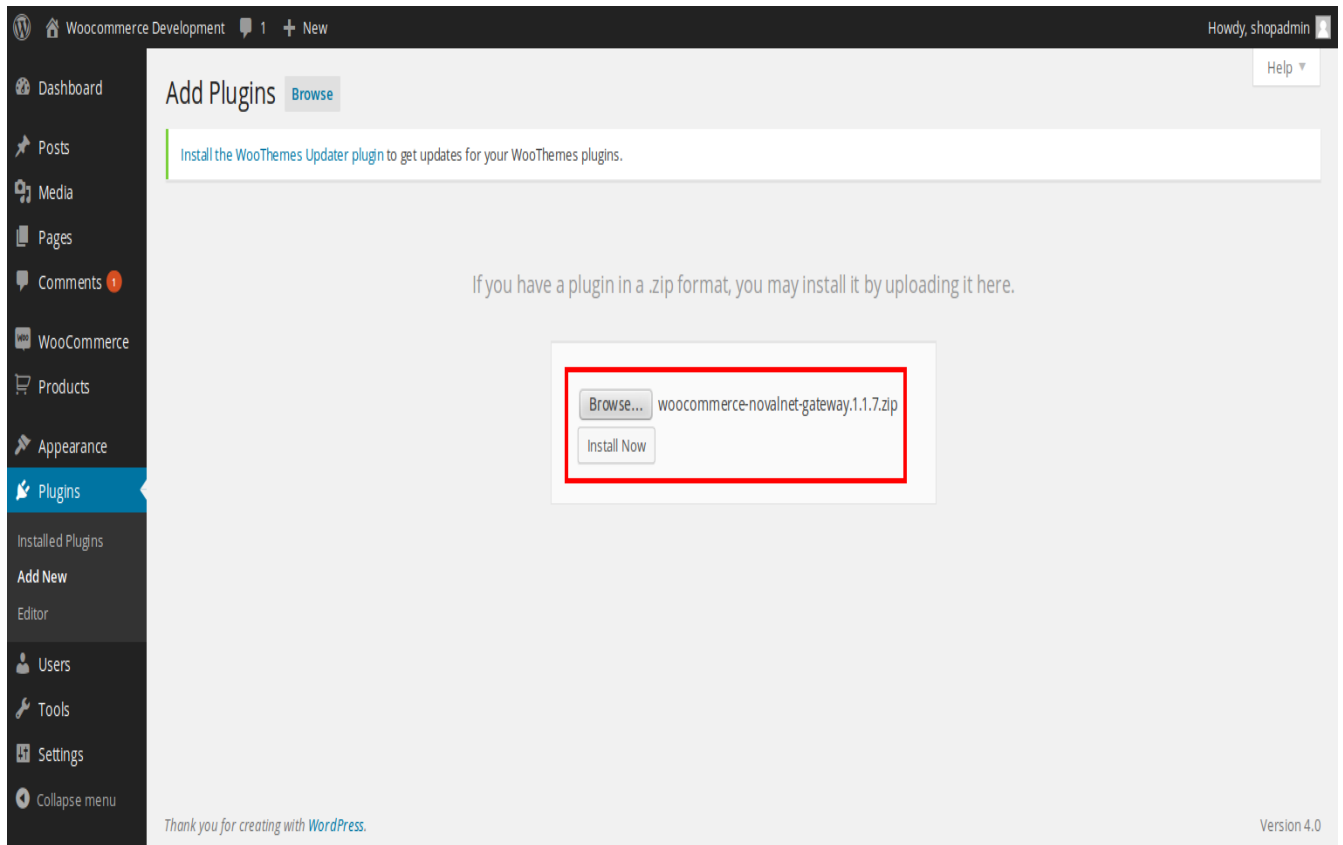 Woocommerce Development 1 + New Howdy, shopadmin
Help
Dashboard
Posts
Media
Pages
Comments 1
WOO WooCommerce
Products
Appearance
Plugins
Installed Plugins
Add New
Editor
Users
Tools
Settings
Collapse menu
Add Plugins Browse
Install the WooThemes Updater plugin to get updates for your WooThemes plugins.
If you have a plugin in a .zip format, you may install it by uploading it here.
Browse... woocommerce-novalnet-gateway.1.1.7.zip
Install Now
Thank you for creating with WordPress. Version 4.0